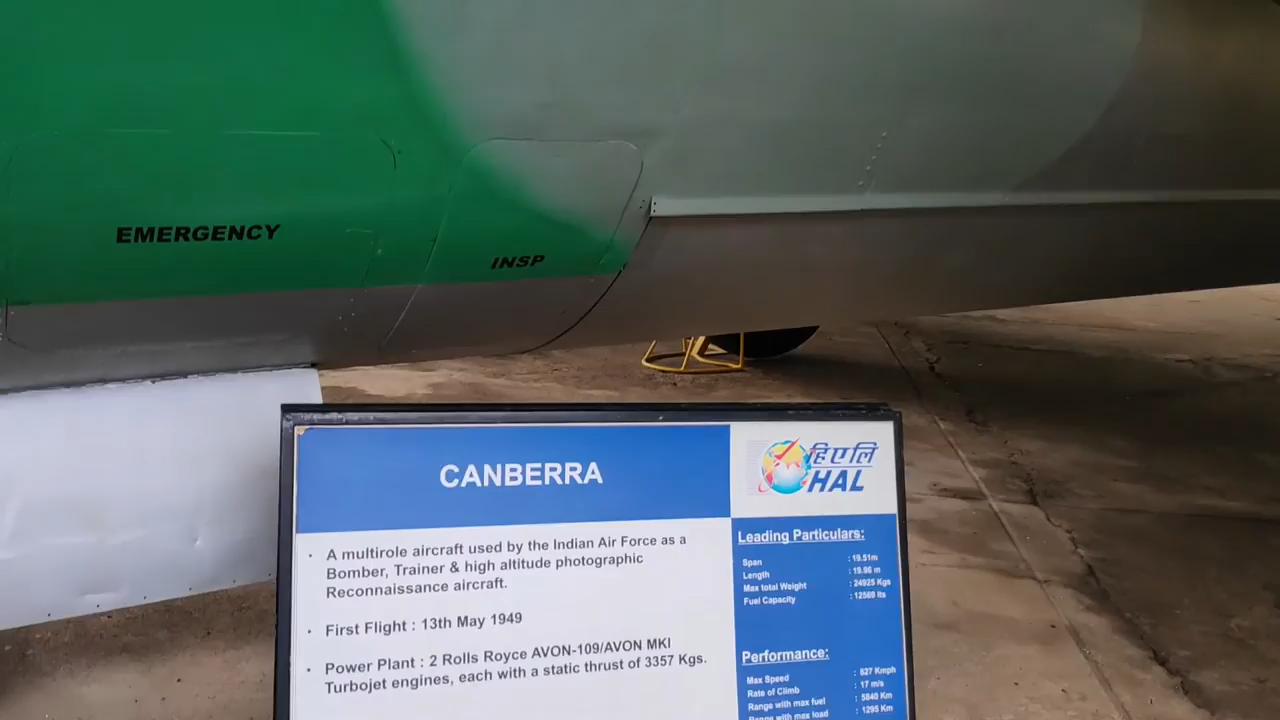 EMERGENCY
INSP
CANBERRA
हिएलि
HAL
· A multirole aircraft used by the Indian Air Force as a
Bomber, Trainer & high altitude photographic
Reconnaissance aircraft.
· First Flight : 13th May 1949
· Power Plant : 2 Rolls Royce AVON-109/AVON MKI
Turbojet engines, each with a static thrust of 3357 Kgs.
Leading Particulars:
Span : 19.51m
Length : 19.96 m
Max total Weight : 24925 Kgs
Fuel Capacity : 12569 lts
Performance:
Max Speed : 827 Kmph
Rate of Climb : 17 m/s
Range with max fuel : 5840 Km
Range with max load : 1295 Km